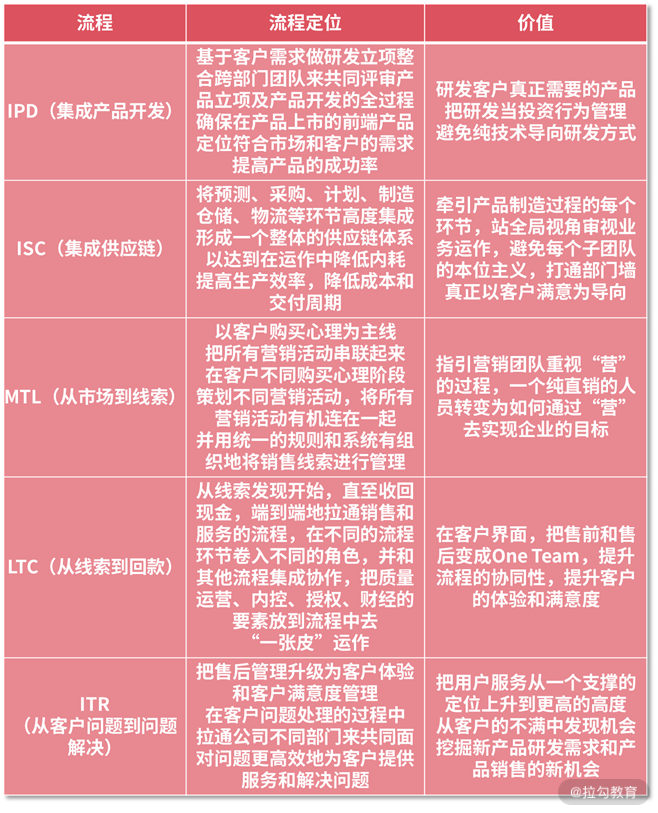 流程
流程定位
价值
IPD（集成产品开发）
基于客户需求做研发立项整
合跨部门团队来共同评审产
品立项及产品开发的全过程
确保在产品上市的前端产品
定位符合市场和客户的需求
提高产品的成功率
研发客户真正需要的产品
把研发当投资行为管理
避免纯技术导向研发方式
ISC（集成供应链）
将预测、采购、计划、制造
仓储、物流等环节高度集成
形成一个整体的供应链体系
以达到在运作中降低内耗
提高生产效率，降低成本和
交付周期
牵引产品制造过程的每个
环节，站全局视角审视业
务运作，避免每个子团队
的本位主义，打通部门墙
真正以客户满意为导向
MTL（从市场到线索）
以客户购买心理为主线
把所有营销活动串联起来
在客户不同购买心理阶段
策划不同营销活动，将所有
营销活动有机连在一起
并用统一的规则和系统有组
织地将销售线索进行管理
指引营销团队重视“营”
的过程，一个纯直销的人
员转变为如何通过“营”
去实现企业的目标
LTC（从线索到回款）
从线索发现开始，直至收回
现金，端到端地拉通销售和
服务的流程，在不同的流程
环节卷入不同的角色，并和
其他流程集成协作，把质量
运营、内控、授权、财经的
要素放到流程中去
“一张皮”运作
在客户界面，把售前和售
后变成One Team，提升
流程的协同性，提升客户
的体验和满意度
ITR
（从客户问题到问题
解决）
把售后管理升级为客户体验
和客户满意度管理
在客户问题处理的过程中
拉通公司不同部门来共同面
对问题更高效地为客户提供
服务和解决问题
把用户服务从一个支撑的
定位上升到更高的高度
从客户的不满中发现机会
挖掘新产品研发需求和产
品销售的新机会
@拉勾教育